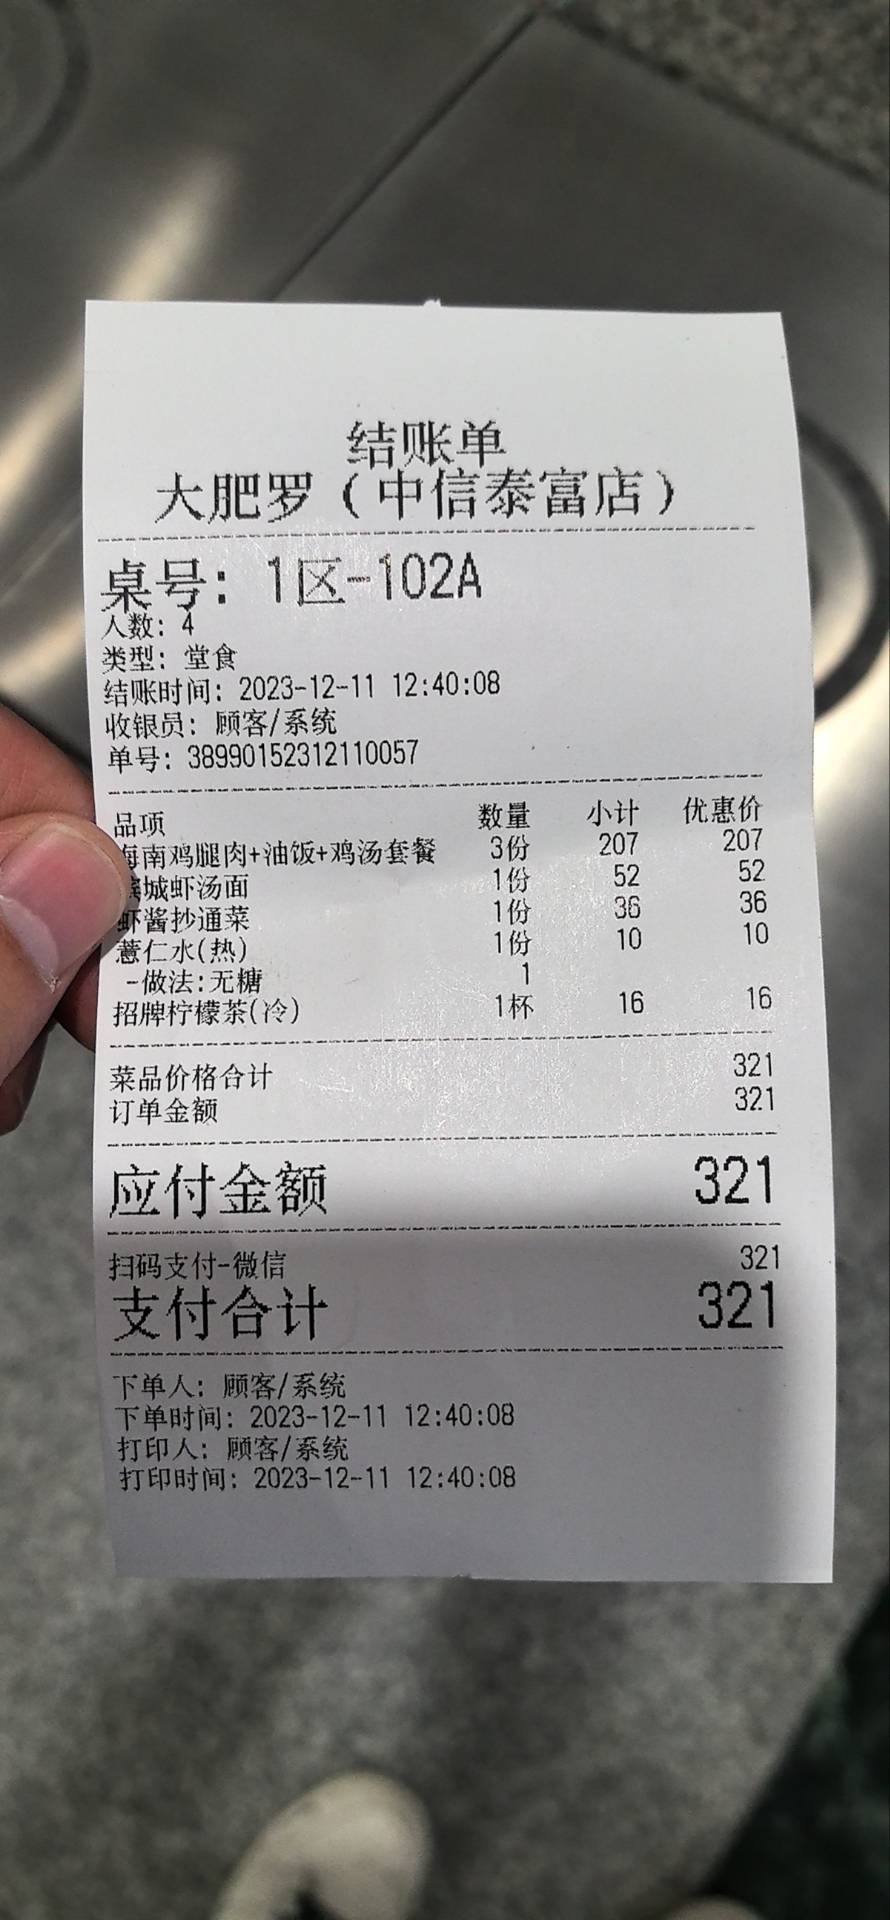 结账单
大肥罗（中信泰富店）
桌号: 1区-102A
人数: 4
类型: 堂食
结账时间: 2023-12-11 12:40:08
收银员: 顾客/系统
单号: 38990152312110057
品项 数量 小计 优惠价
海南鸡腿肉+油饭+鸡汤套餐 3份 207 207
槟城虾汤面 1份 52 52
虾酱抄通菜 1份 36 36
薏仁水(热) 1份 10 10
-做法:无糖 1
招牌柠檬茶(冷) 1杯 16 16
菜品价格合计 321
订单金额 321
应付金额 321
扫码支付-微信 321
支付合计 321
下单人: 顾客/系统
下单时间: 2023-12-11 12:40:08
打印人: 顾客/系统
打印时间: 2023-12-11 12:40:08